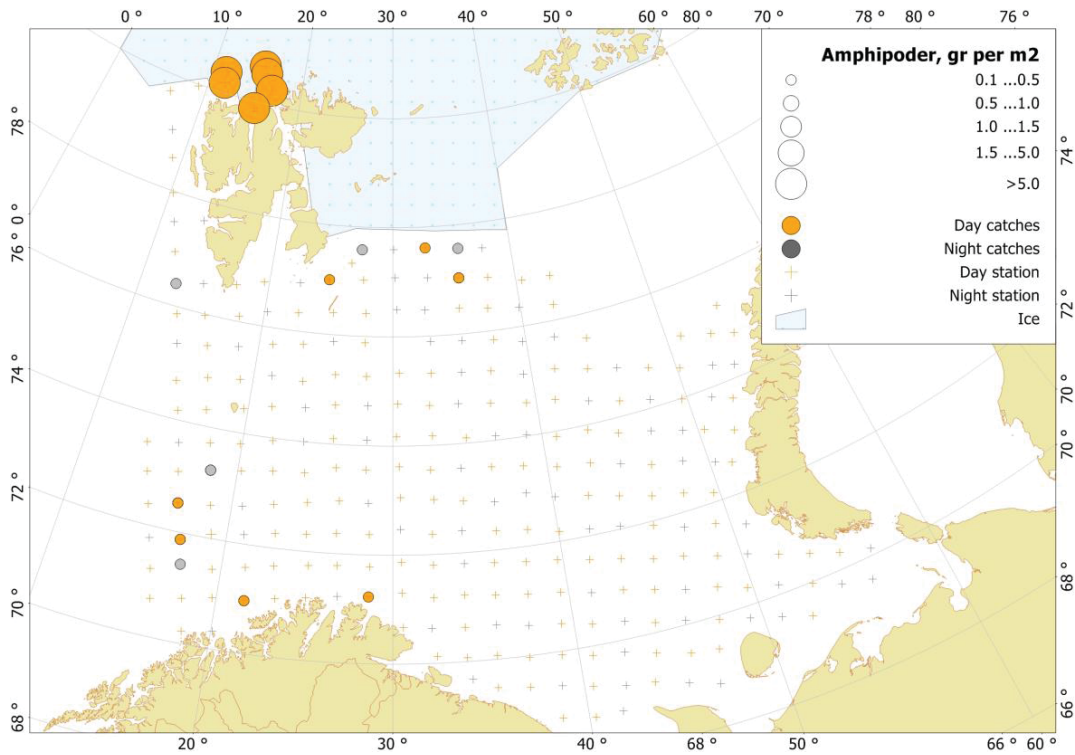 0 ° 10 ° 20 ° 30 ° 40 ° 50 ° 60 ° 80 ° 70 ° 78 ° 80 ° 76 °
Amphipoder, gr per m2
0.1 ...0.5
0.5 ...1.0
1.0 ...1.5
1.5 ...5.0
>5.0
Day catches
Night catches
Day station
Night station
Ice
78 °
0 °
76 °
74 °
72 °
70 °
68 °
74 °
72 °
70 °
70 °
68 °
66 °
20 ° 30 ° 40 ° 68 ° 50 ° 66 ° 60 °